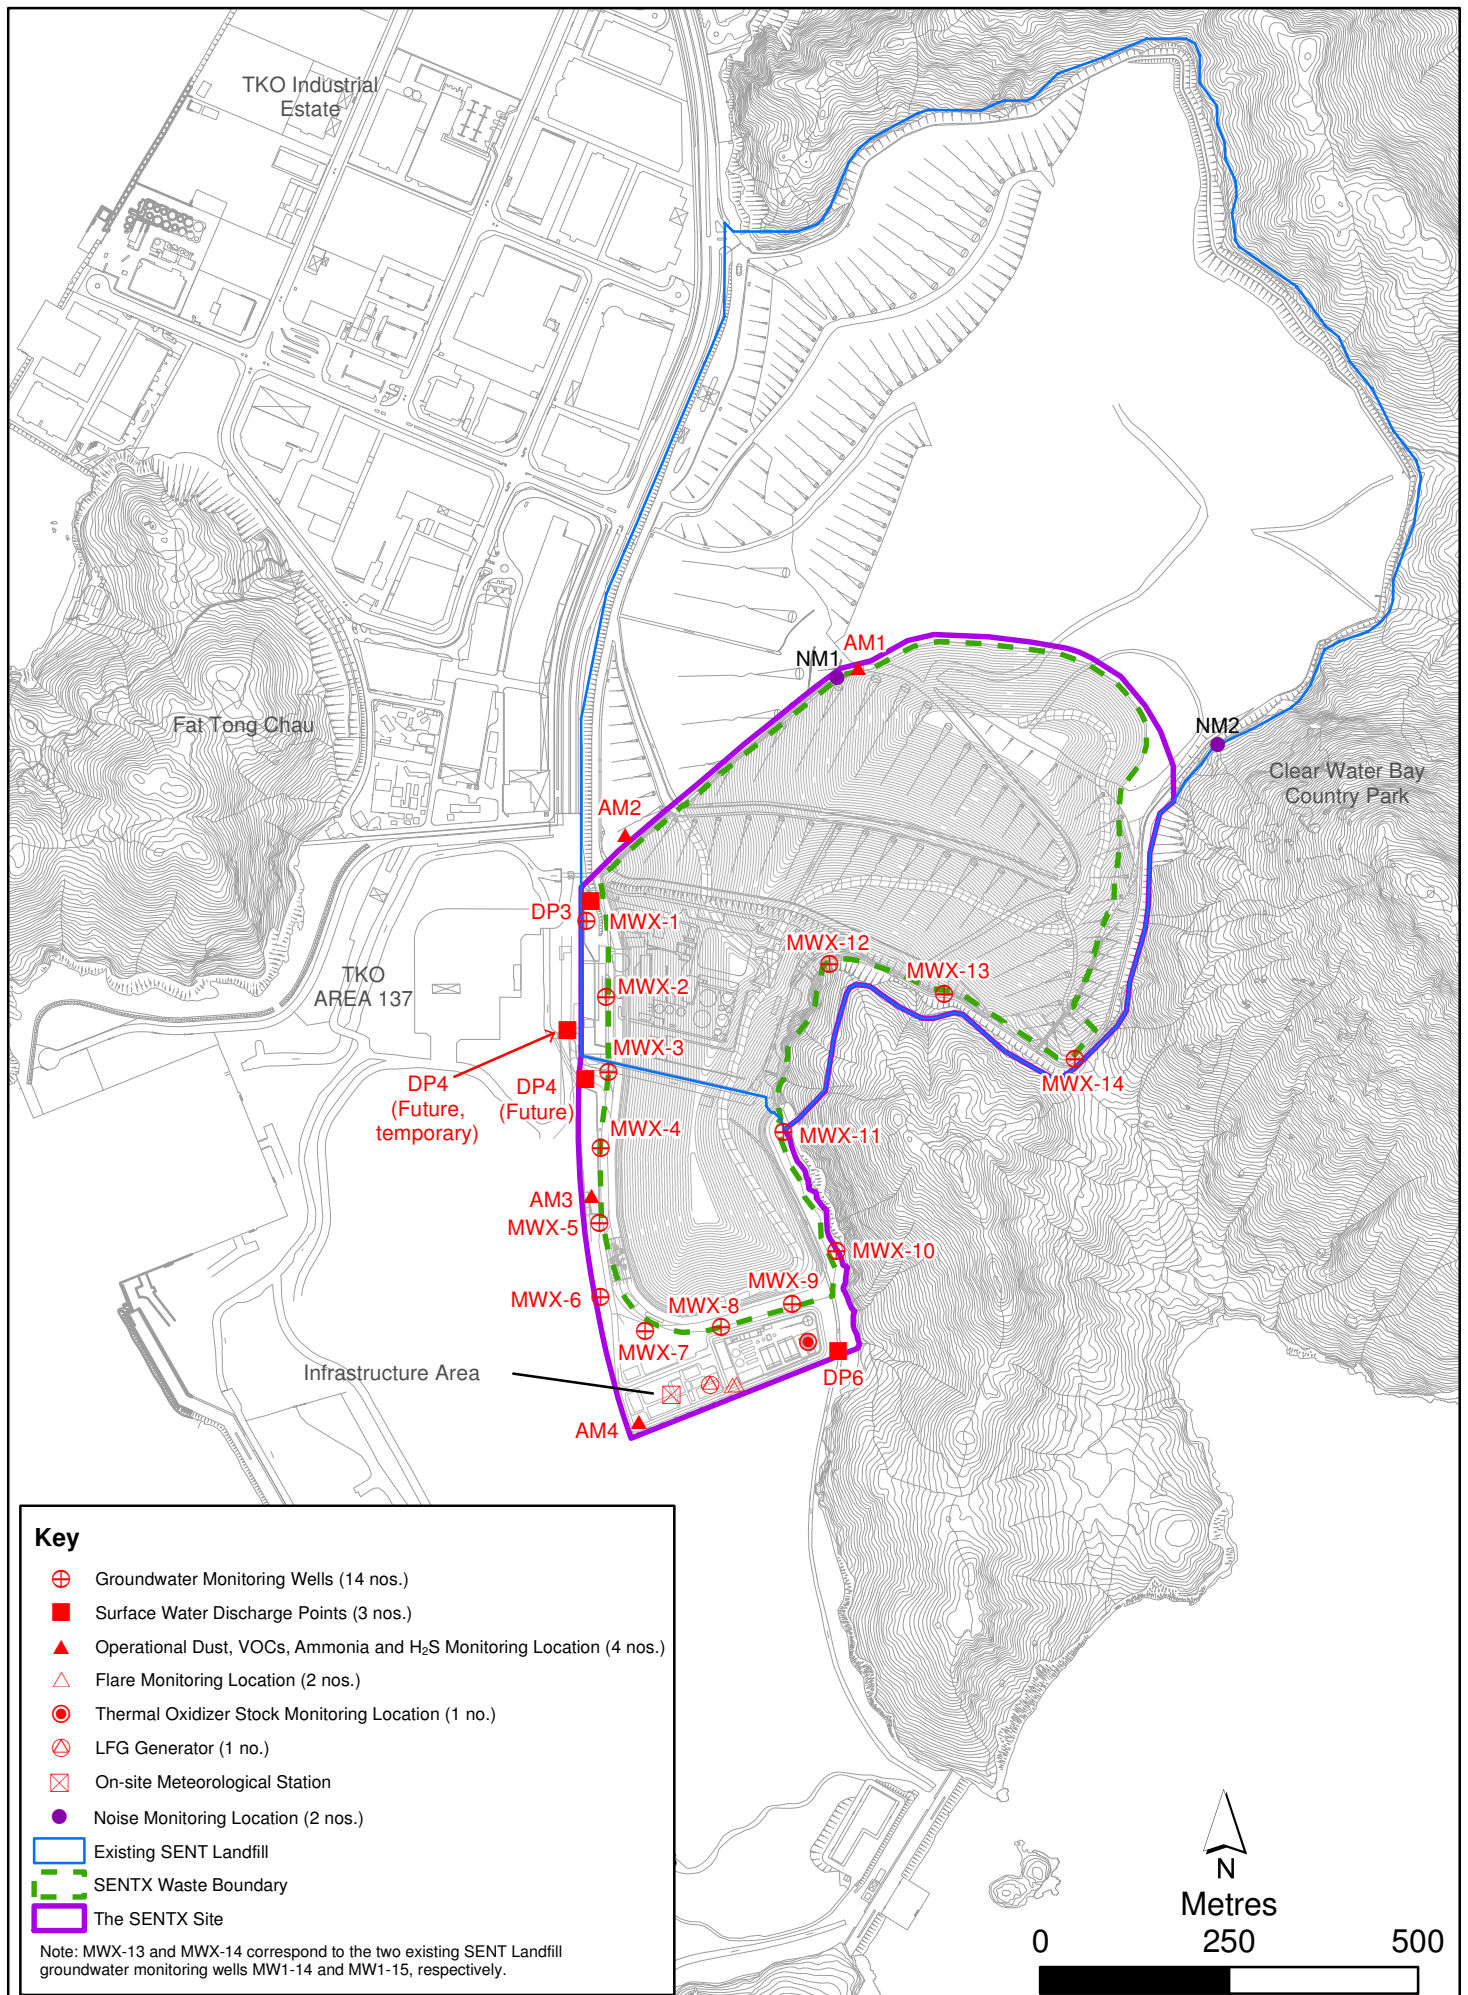 TKO Industrial
Estate
AM1
NM1
NM2
Fat Tong Chau
Clear Water Bay
Country Park
AM2
DP3
MWX-1
MWX-12
MWX-13
TKO
AREA 137
MWX-2
MWX-3
DP4
(Future,
temporary)
DP4
(Future)
MWX-14
MWX-4
MWX-11
AM3
MWX-5
MWX-10
MWX-9
MWX-6
MWX-8
MWX-7
Infrastructure Area
DP6
AM4
Key
Groundwater Monitoring Wells (14 nos.)
Surface Water Discharge Points (3 nos.)
Operational Dust, VOCs, Ammonia and H₂S Monitoring Location (4 nos.)
Flare Monitoring Location (2 nos.)
Thermal Oxidizer Stock Monitoring Location (1 no.)
LFG Generator (1 no.)
On-site Meteorological Station
Noise Monitoring Location (2 nos.)
Existing SENT Landfill
SENTX Waste Boundary
The SENTX Site
Note: MWX-13 and MWX-14 correspond to the two existing SENT Landfill
groundwater monitoring wells MW1-14 and MW1-15, respectively.
N
Metres
0 250 500